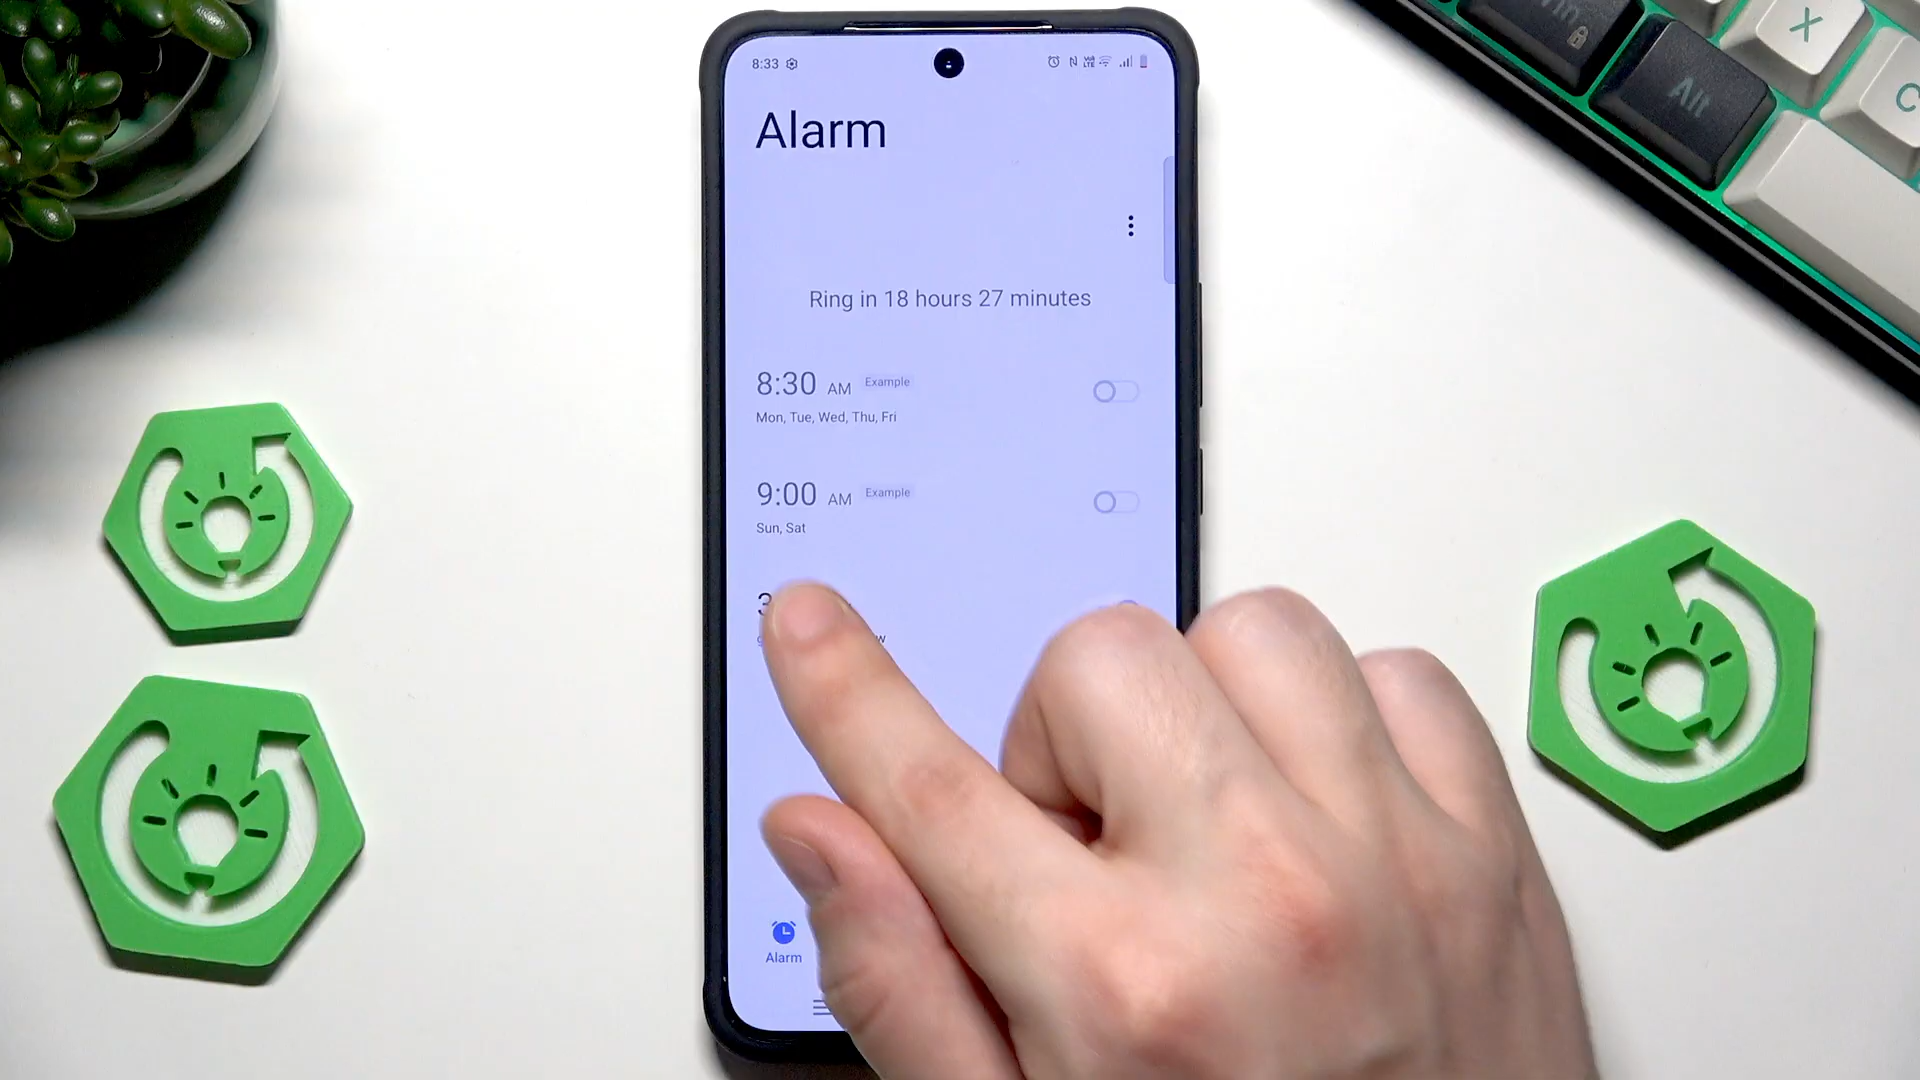 8:33
Alarm
Ring in 18 hours 27 minutes
8:30 AM Example
Mon, Tue, Wed, Thu, Fri
9:00 AM Example
Sun, Sat
Alarm
Alt
X
C